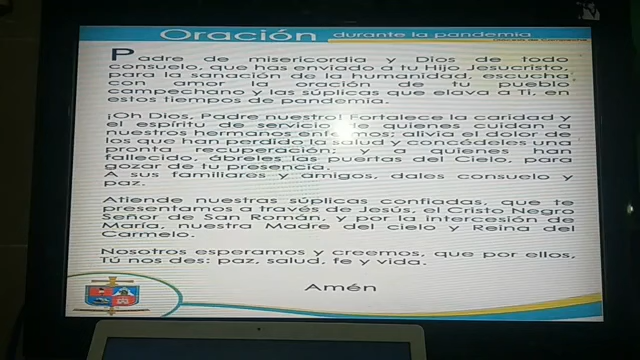 Oración durante la pandemia
Padre de misericordia y Dios de todo
consuelo, que has enviado a tu Hijo Jesucristo,
para la sanación de la humanidad, escucha
con amor la oración de tu pueblo
campechano y las súplicas que elava a Ti, en
estos tiempos de pandemia.
¡Oh Dios, Padre nuestro! Fortalece la caridad y
el espíritu de servicio de quienes cuidan a
nuestros hermanos enfermos; alivia el dolor de
los que han perdido la salud y concédeles una
pronta recuperación; y a quienes han
fallecido, ábreles las puertas del Cielo, para
gozar de tu presencia.
A sus familiares y amigos, dales consuelo y
paz.
Atiende nuestras súplicas confiadas, que te
presentamos a través de Jesús, el Cristo Negro
Señor de San Román, y por la intercesión de
María, nuestra Madre del cielo y Reina del
Carmelo.
Nosotros esperamos y creemos, que por ellos,
Tú nos des: paz, salud, fe y vida.
Amén